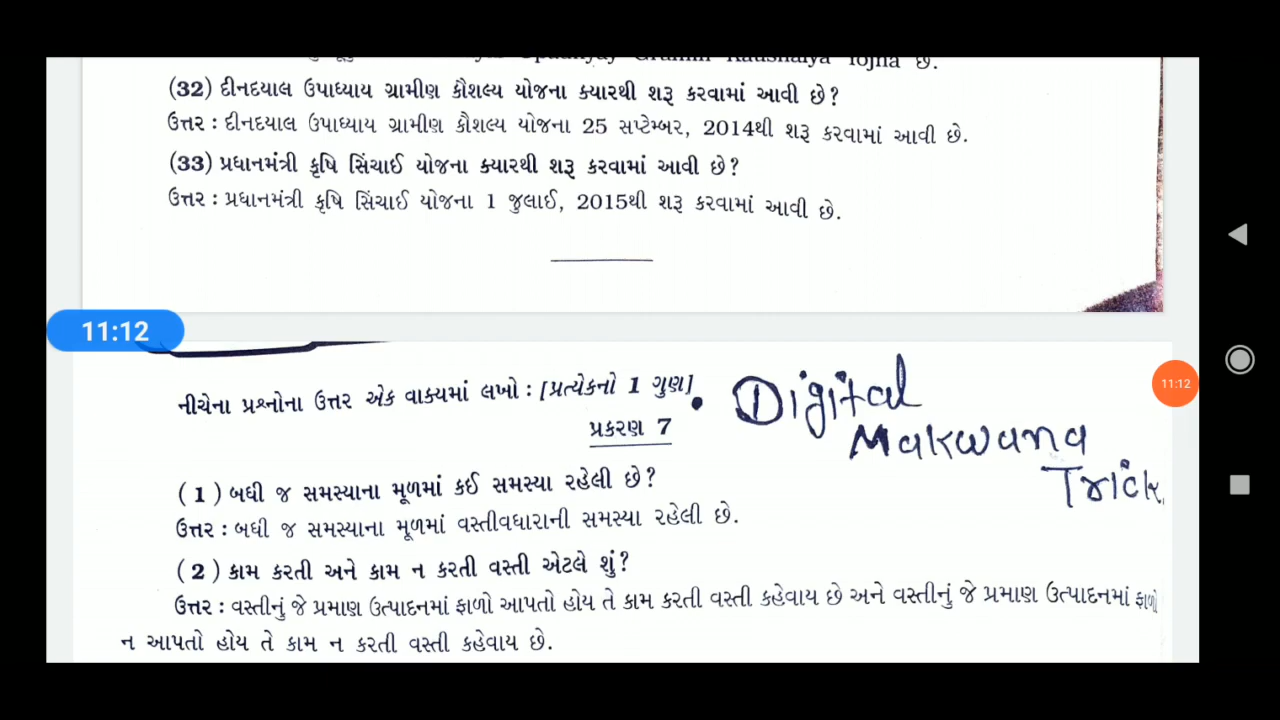 Gramin Kaushalya Yojna છે.
(32) દીનદયાલ ઉપાધ્યાય ગ્રામીણ કૌશલ્ય યોજના ક્યારથી શરૂ કરવામાં આવી છે?
ઉત્તર : દીનદયાલ ઉપાધ્યાય ગ્રામીણ કૌશલ્ય યોજના 25 સપ્ટેમ્બર, 2014થી શરૂ કરવામાં આવી છે.
(33) પ્રધાનમંત્રી કૃષિ સિંચાઈ યોજના ક્યારથી શરૂ કરવામાં આવી છે?
ઉત્તર : પ્રધાનમંત્રી કૃષિ સિંચાઈ યોજના 1 જુલાઈ, 2015થી શરૂ કરવામાં આવી છે.
11:12
11:12
નીચેના પ્રશ્નોના ઉત્તર એક વાક્યમાં લખો : [પ્રત્યેકનો 1 ગુણ]
Digital
પ્રકરણ 7
Makwana
Trick
(1) બધી જ સમસ્યાના મૂળમાં કઈ સમસ્યા રહેલી છે?
ઉત્તર : બધી જ સમસ્યાના મૂળમાં વસ્તીવધારાની સમસ્યા રહેલી છે.
(2) કામ કરતી અને કામ ન કરતી વસ્તી એટલે શું?
ઉત્તર : વસ્તીનું જે પ્રમાણ ઉત્પાદનમાં ફાળો આપતો હોય તે કામ કરતી વસ્તી કહેવાય છે અને વસ્તીનું જે પ્રમાણ ઉત્પાદનમાં ફાળો
ન આપતો હોય તે કામ ન કરતી વસ્તી કહેવાય છે.